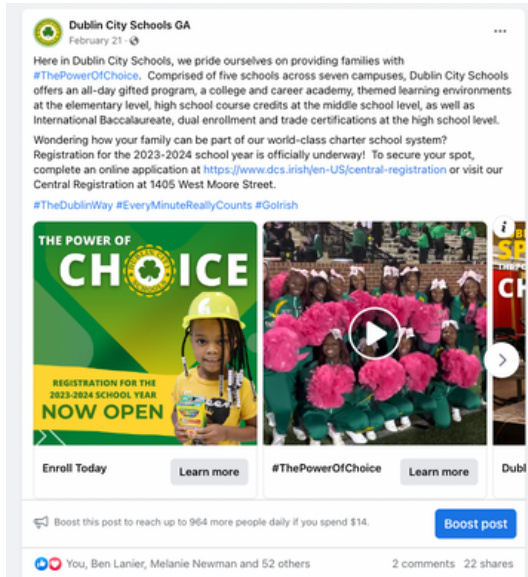 Dublin City Schools GA
February 21 ·
Here in Dublin City Schools, we pride ourselves on providing families with
#ThePowerOfChoice. Comprised of five schools across seven campuses, Dublin City Schools
offers an all-day gifted program, a college and career academy, themed learning environments
at the elementary level, high school course credits at the middle school level, as well as
International Baccalaureate, dual enrollment and trade certifications at the high school level.
Wondering how your family can be part of our world-class charter school system?
Registration for the 2023-2024 school year is officially underway! To secure your spot,
complete an online application at https://www.dcs.irish/en-US/central-registration or visit our
Central Registration at 1405 West Moore Street.
#TheDublinWay #EveryMinuteReallyCounts #GoIrish
THE POWER OF
CHOICE
DUBLIN CITY
SCHOOLS
REGISTRATION FOR THE
2023-2024 SCHOOL YEAR
NOW OPEN
Enroll Today
Learn more
#ThePowerOfChoice
Learn more
Dubl
Boost this post to reach up to 964 more people daily if you spend $14.
Boost post
You, Ben Lanier, Melanie Newman and 52 others
2 comments 22 shares